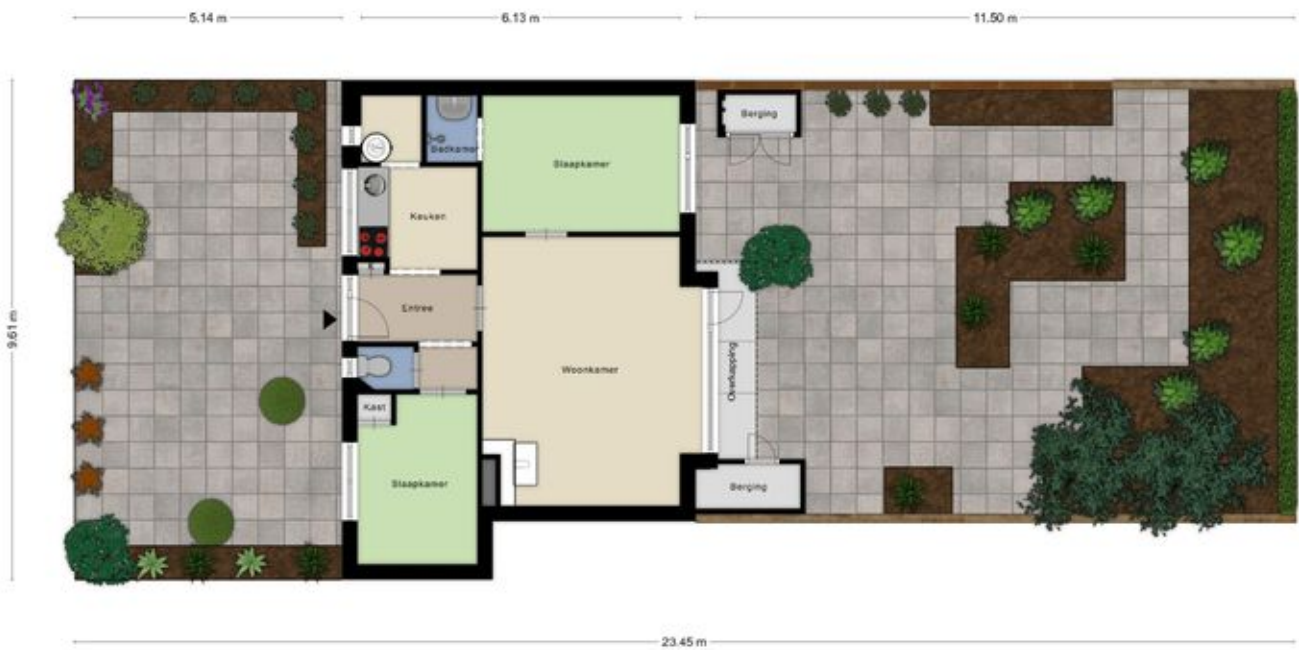 5.14 m
6.13 m
11.50 m
9.61 m
Berging
Badkamer
Slaapkamer
Keuken
Entree
Woonkamer
Overkapping
Kast
Slaapkamer
Berging
23.45 m